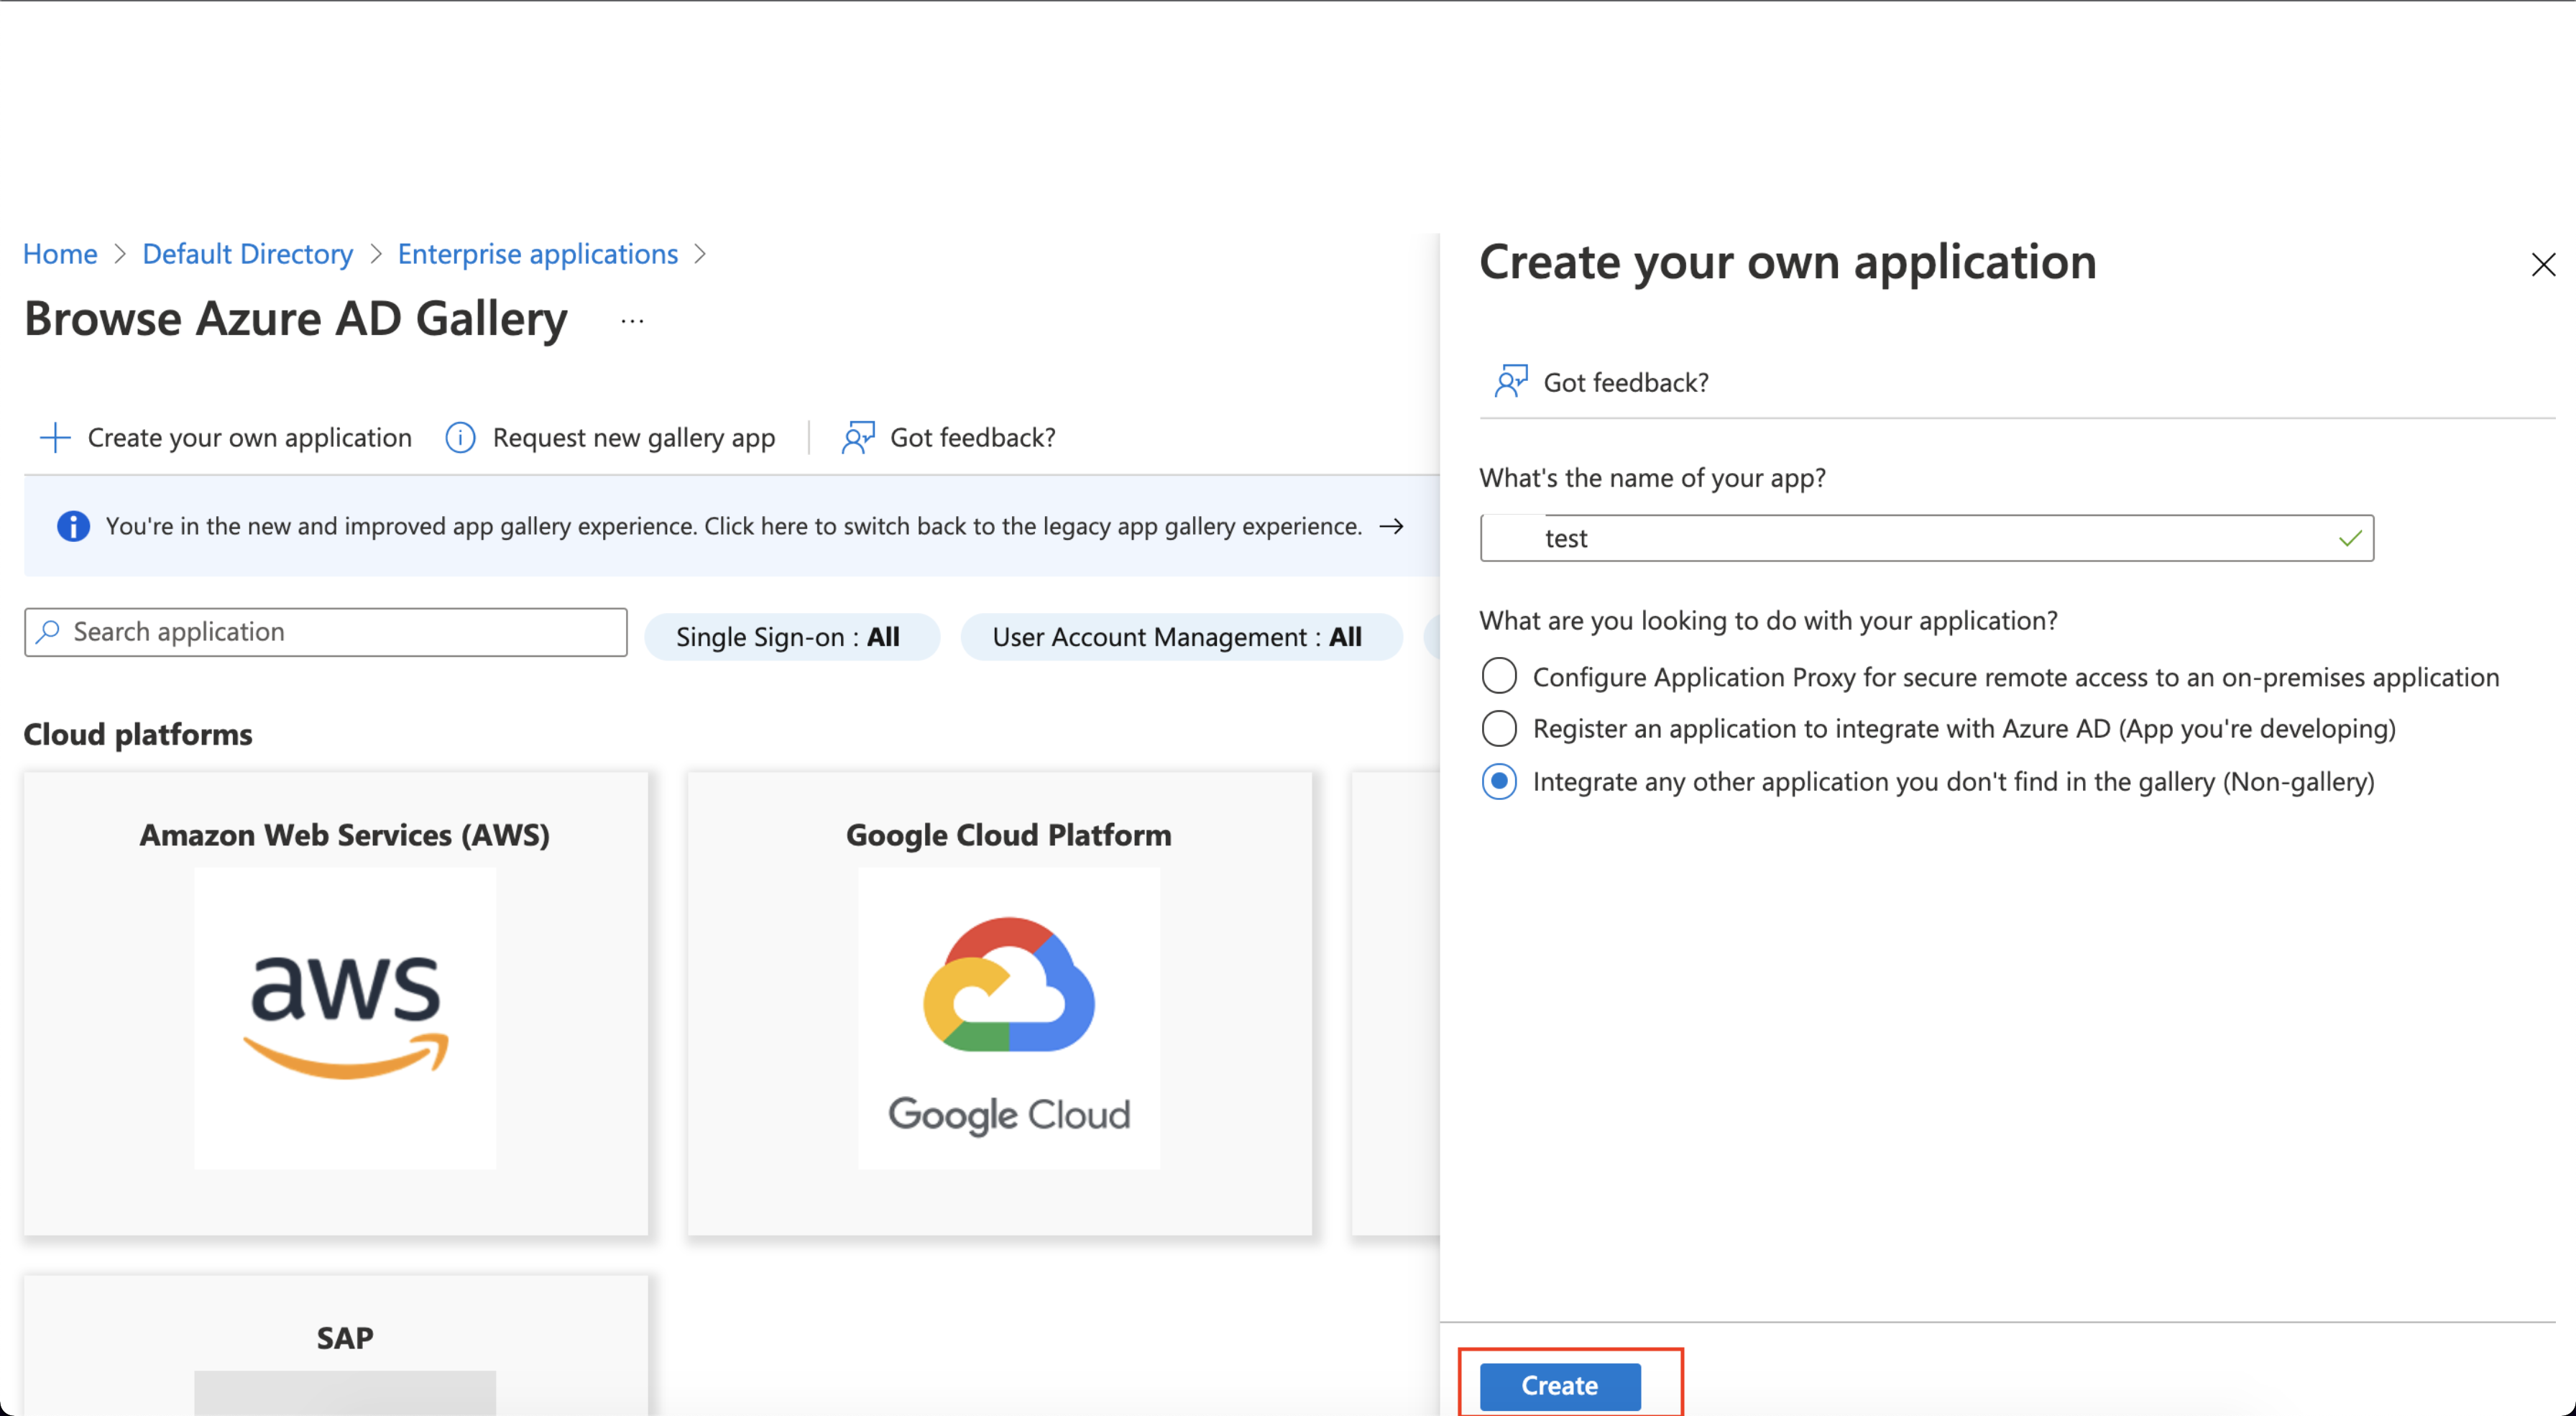 Home > Default Directory > Enterprise applications >
Browse Azure AD Gallery ...
Create your own application
Request new gallery app
Got feedback?
You're in the new and improved app gallery experience. Click here to switch back to the legacy app gallery experience. →
Search application
Single Sign-on : All
User Account Management : All
Cloud platforms
Amazon Web Services (AWS)
aws
Google Cloud Platform
Google Cloud
SAP
Create your own application
Got feedback?
What's the name of your app?
test
What are you looking to do with your application?
Configure Application Proxy for secure remote access to an on-premises application
Register an application to integrate with Azure AD (App you're developing)
Integrate any other application you don't find in the gallery (Non-gallery)
Create